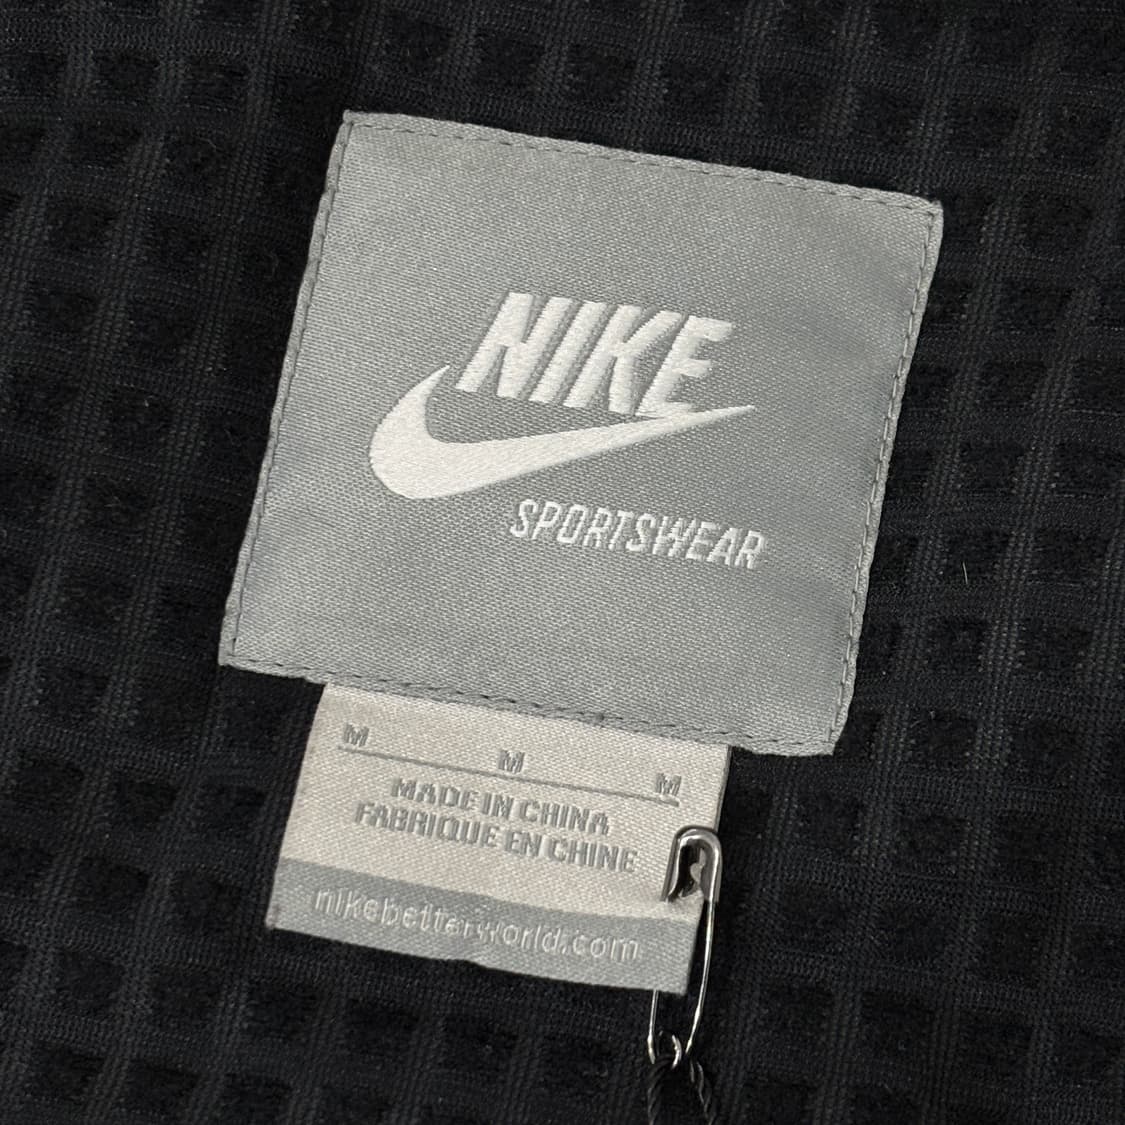 NIKE
SPORTSWEAR
M M M
MADE IN CHINA
FABRIQUE EN CHINE
nikebetterworld.com